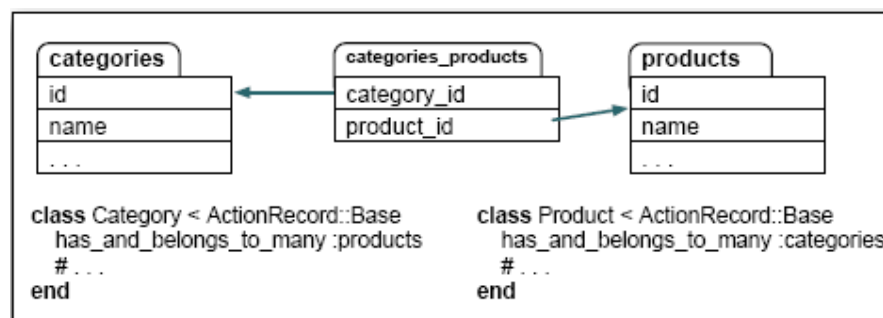 categories
id
name
. . .
categories_products
category_id
product_id
products
id
name
. . .
class Category < ActionRecord::Base
has_and_belongs_to_many :products
# . . .
end
class Product < ActionRecord::Base
has_and_belongs_to_many :categories
# . . .
end